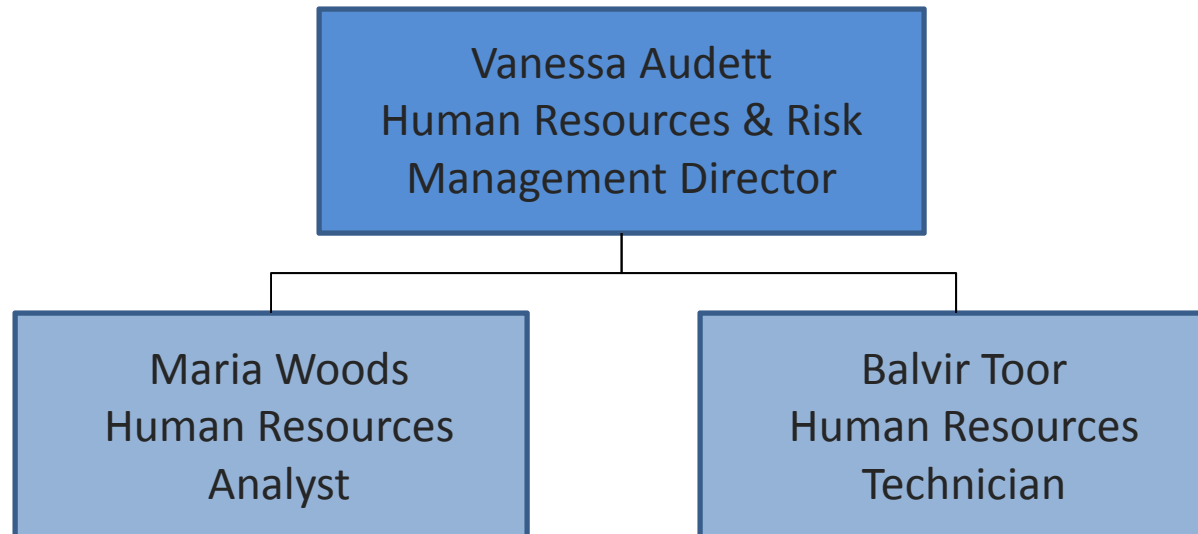 Vanessa Audett
Human Resources & Risk
Management Director
Maria Woods
Human Resources
Analyst
Balvir Toor
Human Resources
Technician